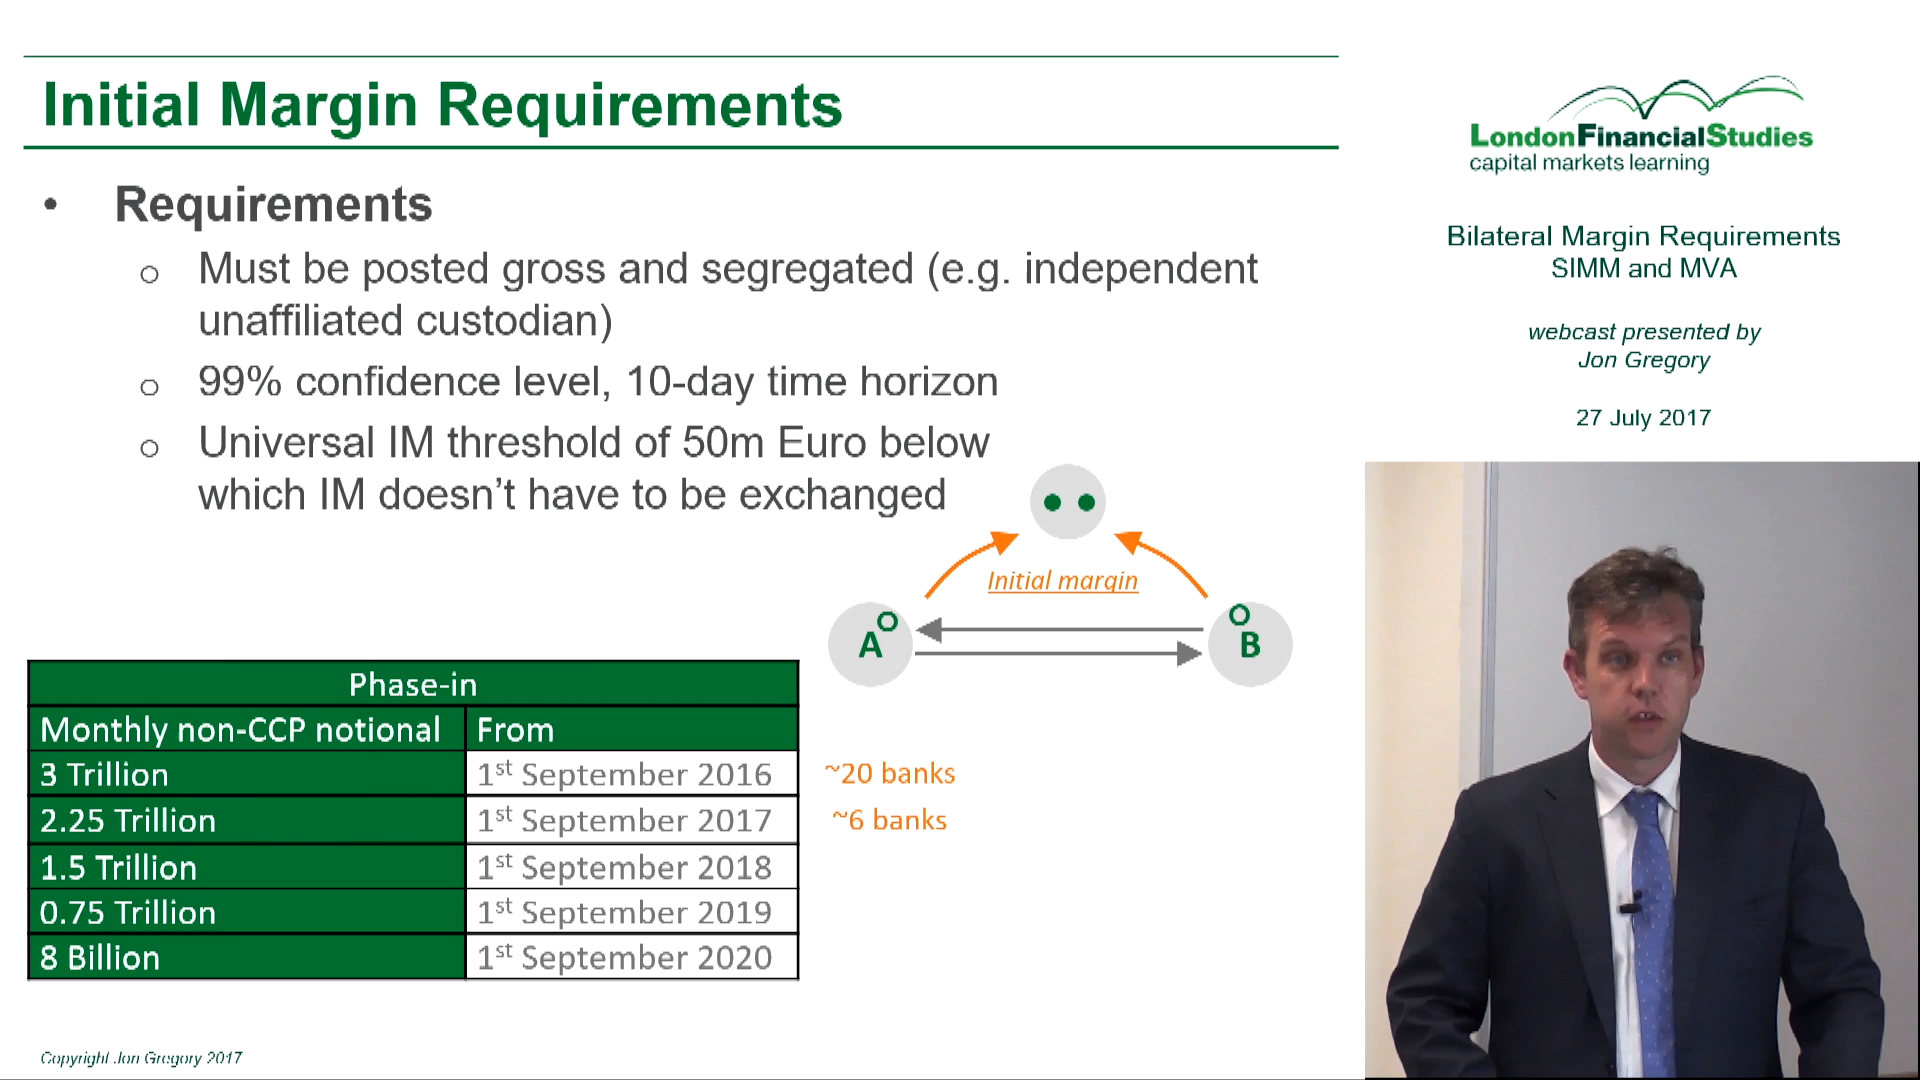 Initial Margin Requirements
• Requirements
o Must be posted gross and segregated (e.g. independent
unaffiliated custodian)
o 99% confidence level, 10-day time horizon
o Universal IM threshold of 50m Euro below
which IM doesn't have to be exchanged
Initial margin
A
B
Phase-in
Monthly non-CCP notional From
3 Trillion 1st September 2016 ~20 banks
2.25 Trillion 1st September 2017 ~6 banks
1.5 Trillion 1st September 2018
0.75 Trillion 1st September 2019
8 Billion 1st September 2020
Copyright Jon Gregory 2017
LondonFinancialStudies
capital markets learning
Bilateral Margin Requirements
SIMM and MVA
webcast presented by
Jon Gregory
27 July 2017